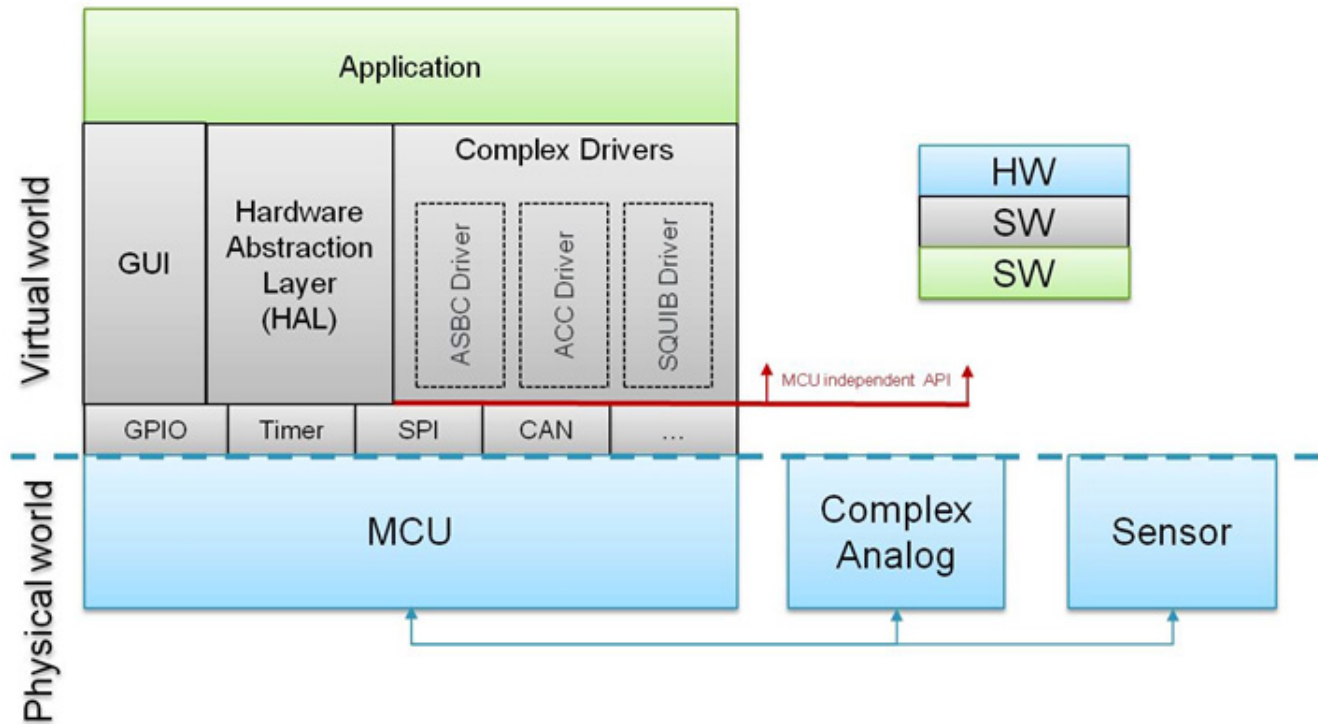 Application
Virtual world
GUI
Hardware
Abstraction
Layer
(HAL)
Complex Drivers
ASBC Driver
ACC Driver
SQUIB Driver
HW
SW
SW
MCU independent API
GPIO
Timer
SPI
CAN
...
Physical world
MCU
Complex
Analog
Sensor